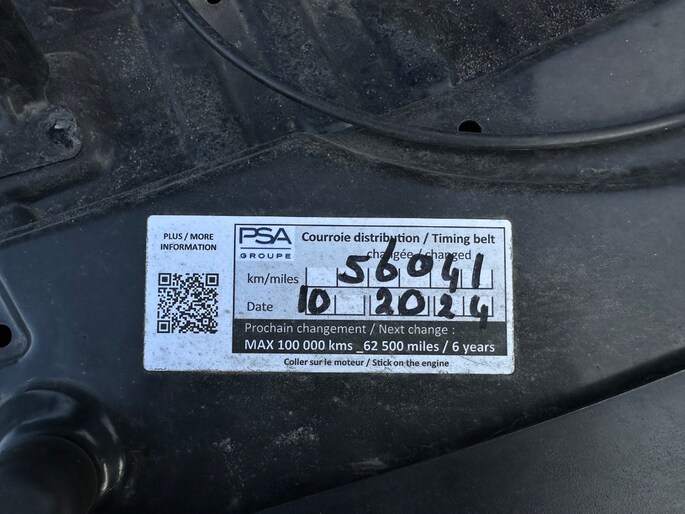 PLUS / MORE
INFORMATION
PSA
GROUPE
Courroie distribution / Timing belt
changée / changed
km/miles 56041
Date 10 2024
Prochain changement / Next change :
MAX 100 000 kms _62 500 miles / 6 years
Coller sur le moteur / Stick on the engine